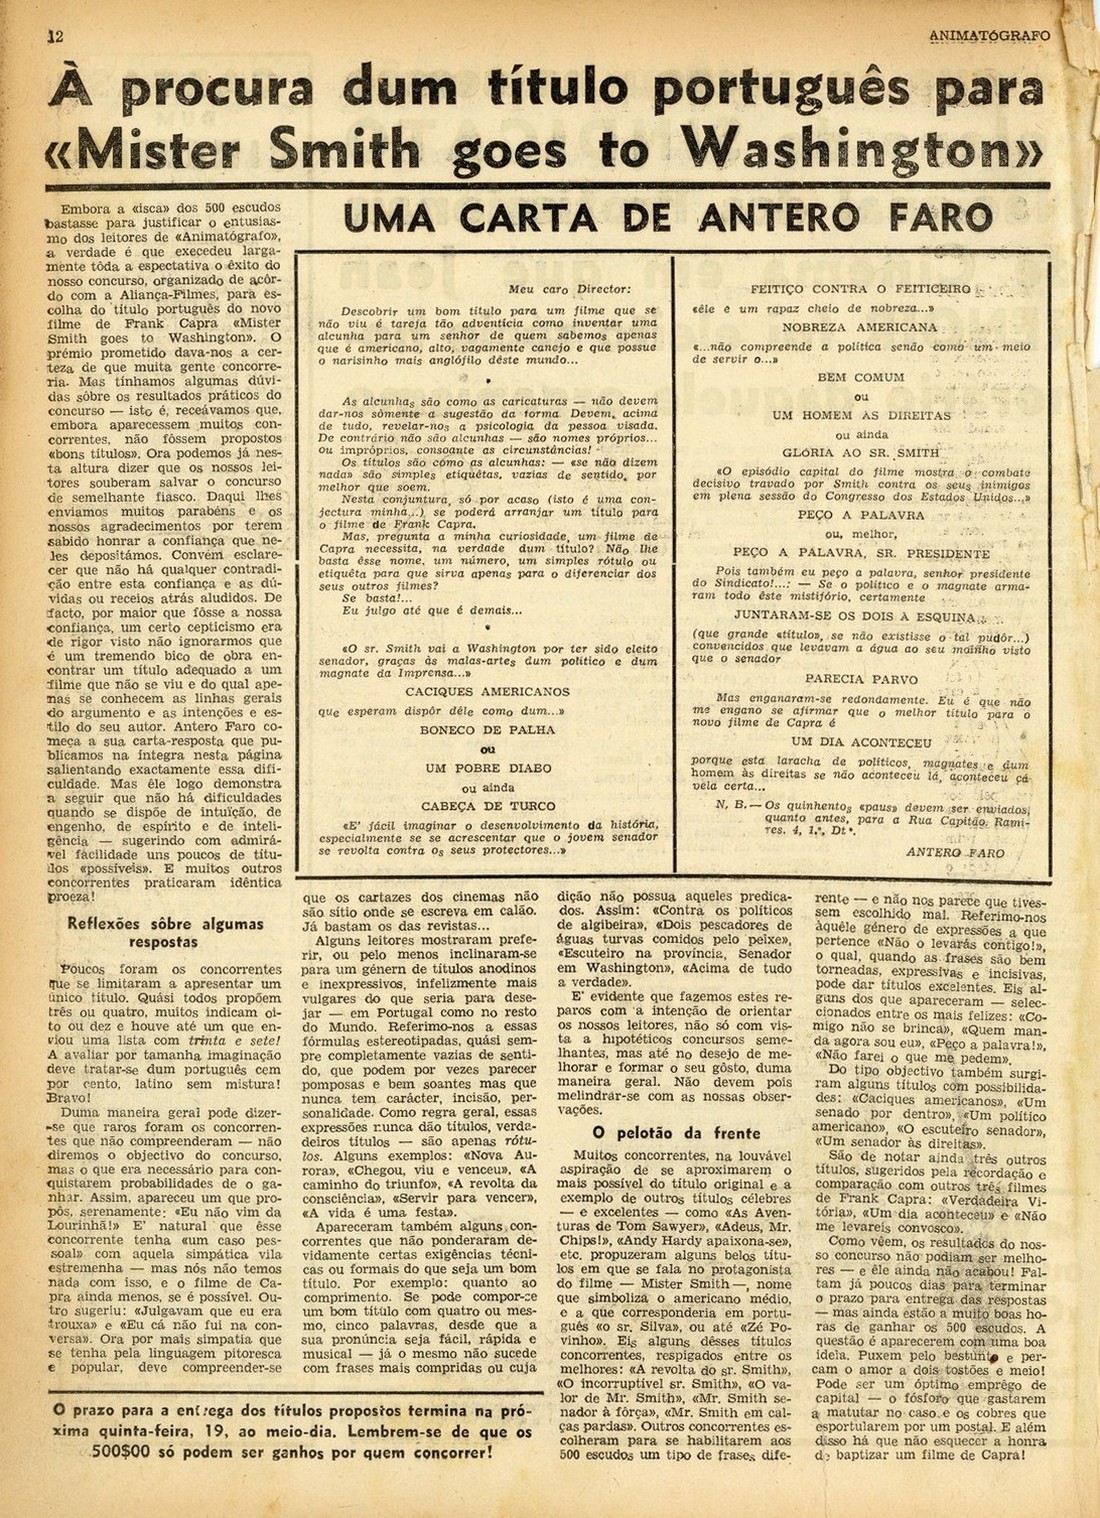 12
ANIMATÓGRAFO
À procura dum título português para
«Mister Smith goes to Washington»
Embora a «isca» dos 500 escudos
bastasse para justificar o entusias-
mo dos leitores de «Animatógrafo»,
a verdade é que execedeu larga-
mente tôda a espectativa o êxito do
nosso concurso, organizado de acôr-
do com a Aliança-Filmes, para es-
colha do título português do novo
filme de Frank Capra «Mister
Smith goes to Washington». O
prémio prometido dava-nos a cer-
teza de que muita gente concorre-
ria. Mas tínhamos algumas dúvi-
das sôbre os resultados práticos do
concurso — isto é, receávamos que,
embora aparecessem muitos con-
correntes, não fôssem propostos
«bons títulos». Ora podemos já nes-
ta altura dizer que os nossos lei-
tores souberam salvar o concurso
de semelhante fiasco. Daqui lhes
enviamos muitos parabéns e os
nossos agradecimentos por terem
sabido honrar a confiança que ne-
les depositámos. Convém esclare-
cer que não há qualquer contradi-
ção entre esta confiança e as dú-
vidas ou receios atrás aludidos. De
facto, por maior que fôsse a nossa
confiança, um certo cepticismo era
de rigor visto não ignorarmos que
é um tremendo bico de obra en-
contrar um título adequado a um
filme que não se viu e do qual ape-
nas se conhecem as linhas gerais
do argumento e as intenções e es-
tilo do seu autor. Antero Faro co-
meça a sua carta-resposta que pu-
blicamos na íntegra nesta página
salientando exactamente essa difi-
culdade. Mas êle logo demonstra
a seguir que não há dificuldades
quando se dispõe de intuïção, de
engenho, de espírito e de inteli-
gência — sugerindo com admirá-
vel facilidade uns poucos de títu-
los «possíveis». E muitos outros
concorrentes praticaram idêntica
proeza!
Reflexões sôbre algumas
respostas
Poucos foram os concorrentes
que se limitaram a apresentar um
único título. Quási todos propõem
três ou quatro, muitos indicam oi-
to ou dez e houve até um que en-
viou uma lista com trinta e sete!
A avaliar por tamanha imaginação
deve tratar-se dum português cem
por cento, latino sem mistura!
Bravo!
Duma maneira geral pode dizer-
-se que raros foram os concorren-
tes que não compreenderam — não
diremos o objectivo do concurso,
mas o que era necessário para con-
quistarem probabilidades de o ga-
nhar. Assim, apareceu um que pro-
pôs, serenamente: «Eu não vim da
Lourinhã!» E' natural que êsse
concorrente tenha «um caso pes-
soal» com aquela simpática vila
estremenha — mas nós não temos
nada com isso, e o filme de Ca-
pra ainda menos, se é possível. Ou-
tro sugeriu: «Julgavam que eu era
trouxa» e «Eu cá não fui na con-
versa». Ora por mais simpatia que
se tenha pela linguagem pitoresca
e popular, deve compreender-se
UMA CARTA DE ANTERO FARO
Meu caro Director:
Descobrir um bom título para um filme que se
não viu é tarefa tão adventícia como inventar uma
alcunha para um senhor de quem sabemos apenas
que é americano, alto, vagamente canejo e que possue
o narisinho mais anglófilo dêste mundo...
*
As alcunhas são como as caricaturas — não devem
dar-nos sòmente a sugestão da forma. Devem, acima
de tudo, revelar-nos a psicologia da pessoa visada.
De contrário não são alcunhas — são nomes próprios...
ou impróprios, consoante as circunstâncias!
Os títulos são como as alcunhas: — «se não dizem
nada» são simples etiquêtas, vazias de sentido, por
melhor que soem.
Nesta conjuntura, só por acaso (isto é uma con-
jectura minha...) se poderá arranjar um título para
o filme de Frank Capra.
Mas, pregunta a minha curiosidade, um filme de
Capra necessita, na verdade dum título? Não lhe
basta êsse nome, um número, um simples rótulo ou
etiquêta para que sirva apenas para o diferenciar dos
seus outros filmes?
Se basta!...
Eu julgo até que é demais...
*
«O sr. Smith vai a Washington por ter sido eleito
senador, graças às malas-artes dum político e dum
magnate da Imprensa...»
CACIQUES AMERICANOS
que esperam dispôr dêle como dum...»
BONECO DE PALHA
ou
UM POBRE DIABO
ou ainda
CABEÇA DE TURCO
«E' fácil imaginar o desenvolvimento da história,
especialmente se se acrescentar que o jovem senador
se revolta contra os seus protectores...»
FEITIÇO CONTRA O FEITICEIRO
«êle é um rapaz cheio de nobreza...»
NOBREZA AMERICANA
«...não compreende a política senão como um meio
de servir o...»
BEM COMUM
ou
UM HOMEM ÀS DIREITAS
ou ainda
GLÓRIA AO SR. SMITH
«O episódio capital do filme mostra o combate
decisivo travado por Smith contra os seus inimigos
em plena sessão do Congresso dos Estados Unidos...»
PEÇO A PALAVRA
ou, melhor,
PEÇO A PALAVRA, SR. PRESIDENTE
Pois também eu peço a palavra, senhor presidente
do Sindicato!...: — Se o político e o magnate arma-
ram todo êste mistifório, certamente
JUNTARAM-SE OS DOIS À ESQUINA
(que grande «título», se não existisse o tal pudôr...)
convencidos que levavam a água ao seu moínho visto
que o senador
PARECIA PARVO
Mas enganaram-se redondamente. Eu é que não
me engano se afirmar que o melhor título para o
novo filme de Capra é
UM DIA ACONTECEU
porque esta laracha de políticos, magnates e dum
homem às direitas se não aconteceu lá, aconteceu çá
vela certa...
N. B. — Os quinhentos «paus» devem ser enviados,
quanto antes, para a Rua Capitão Rami-
res. 4, 1.º, Dtº.
ANTERO FARO
que os cartazes dos cinemas não
são sítio onde se escreva em calão.
Já bastam os das revistas...
Alguns leitores mostraram prefe-
rir, ou pelo menos inclinaram-se
para um género de títulos anodinos
e inexpressivos, infelizmente mais
vulgares do que seria para dese-
jar — em Portugal como no resto
do Mundo. Referimo-nos a essas
fórmulas estereotipadas, quási sem-
pre completamente vazias de senti-
do, que podem por vezes parecer
pomposas e bem soantes mas que
nunca tem carácter, incisão, per-
sonalidade. Como regra geral, essas
expressões nunca dão títulos, verda-
deiros títulos — são apenas rótu-
los. Alguns exemplos: «Nova Au-
rora», «Chegou, viu e venceu», «A
caminho do triunfo», «A revolta da
consciência», «Servir para vencer»,
«A vida é uma festa».
Apareceram também alguns con-
correntes que não ponderaram de-
vidamente certas exigências técni-
cas ou formais do que seja um bom
título. Por exemplo: quanto ao
comprimento. Se pode compor-se
um bom título com quatro ou mes-
mo, cinco palavras, desde que a
sua pronúncia seja fácil, rápida e
musical — já o mesmo não sucede
com frases mais compridas ou cuja
dição não possua aqueles predica-
dos. Assim: «Contra os políticos
de algibeira», «Dois pescadores de
águas turvas comidos pelo peixe»,
«Escuteiro na província, Senador
em Washington», «Acima de tudo
a verdade».
E' evidente que fazemos estes re-
paros com a intenção de orientar
os nossos leitores, não só com vis-
ta a hipotéticos concursos seme-
lhantes, mas até no desejo de me-
lhorar e formar o seu gôsto, duma
maneira geral. Não devem pois
melindrar-se com as nossas obser-
vações.
O pelotão da frente
Muitos concorrentes, na louvável
aspiração de se aproximarem o
mais possível do título original e a
exemplo de outros títulos célebres
— e excelentes — como «As Aven-
turas de Tom Sawyer», «Adeus, Mr.
Chips!», «Andy Hardy apaixona-se»,
etc. propuzeram alguns belos títu-
los em que se fala no protagonista
do filme — Mister Smith —, nome
que simboliza o americano médio,
e a que corresponderia em portu-
guês «o sr. Silva», ou até «Zé Po-
vinho». Eis alguns dêsses títulos
concorrentes, respigados entre os
melhores: «A revolta do sr. Smith»,
«O incorruptível sr. Smith», «O va-
lor de Mr. Smith», «Mr. Smith se-
nador à fôrça», «Mr. Smith em cal-
ças pardas». Outros concorrentes es-
colheram para se habilitarem aos
500 escudos um tipo de frases dife-
rente — e não nos parece que tives-
sem escolhido mal. Referimo-nos
àquêle género de expressões a que
pertence «Não o levarás contigo!»,
o qual, quando as frases são bem
torneadas, expressivas e incisivas,
pode dar títulos excelentes. Eis al-
guns dos que apareceram — selec-
cionados entre os mais felizes: «Co-
migo não se brinca», «Quem man-
da agora sou eu», «Peço a palavra!»,
«Não farei o que me pedem».
Do tipo objectivo também surgi-
ram alguns títulos com possibilida-
des: «Caciques americanos», «Um
senado por dentro», «Um político
americano», «O escuteiro senador»,
«Um senador às direitas».
São de notar ainda três outros
títulos, sugeridos pela recordação e
comparação com outros três filmes
de Frank Capra: «Verdadeira Vi-
tória», «Um dia aconteceu» e «Não
me levareis convosco».
Como vêem, os resultados do nos-
so concurso não podiam ser melho-
res — e êle ainda não acabou! Fal-
tam já poucos dias para terminar
o prazo para entrega das respostas
— mas ainda estão a muito boas ho-
ras de ganhar os 500 escudos. A
questão é aparecerem com uma boa
ideia. Puxem pelo bestunto e per-
cam o amor a dois tostões e meio!
Pode ser um óptimo emprêgo de
capital — o fósforo que gastarem
a matutar no caso e os cobres que
esportularem por um postal. E além
disso há que não esquecer a honra
de baptizar um filme de Capra!
O prazo para a entrega dos títulos propostos termina na pró-
xima quinta-feira, 19, ao meio-dia. Lembrem-se de que os
500$00 só podem ser ganhos por quem concorrer!